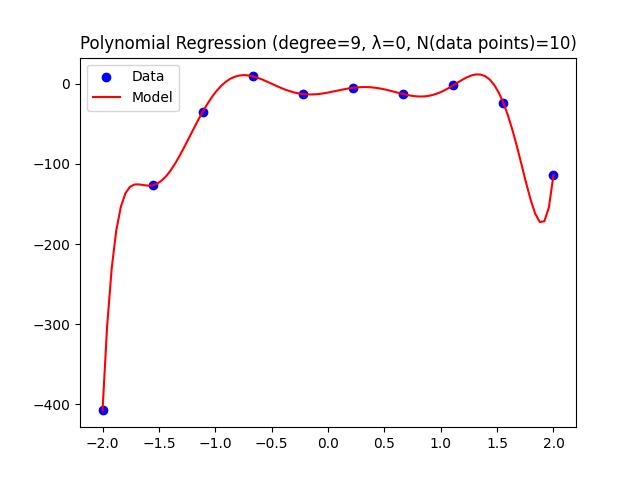 Polynomial Regression (degree=9, λ=0, N(data points)=10)
Data
Model
0
−100
−200
−300
−400
−2.0 −1.5 −1.0 −0.5 0.0 0.5 1.0 1.5 2.0